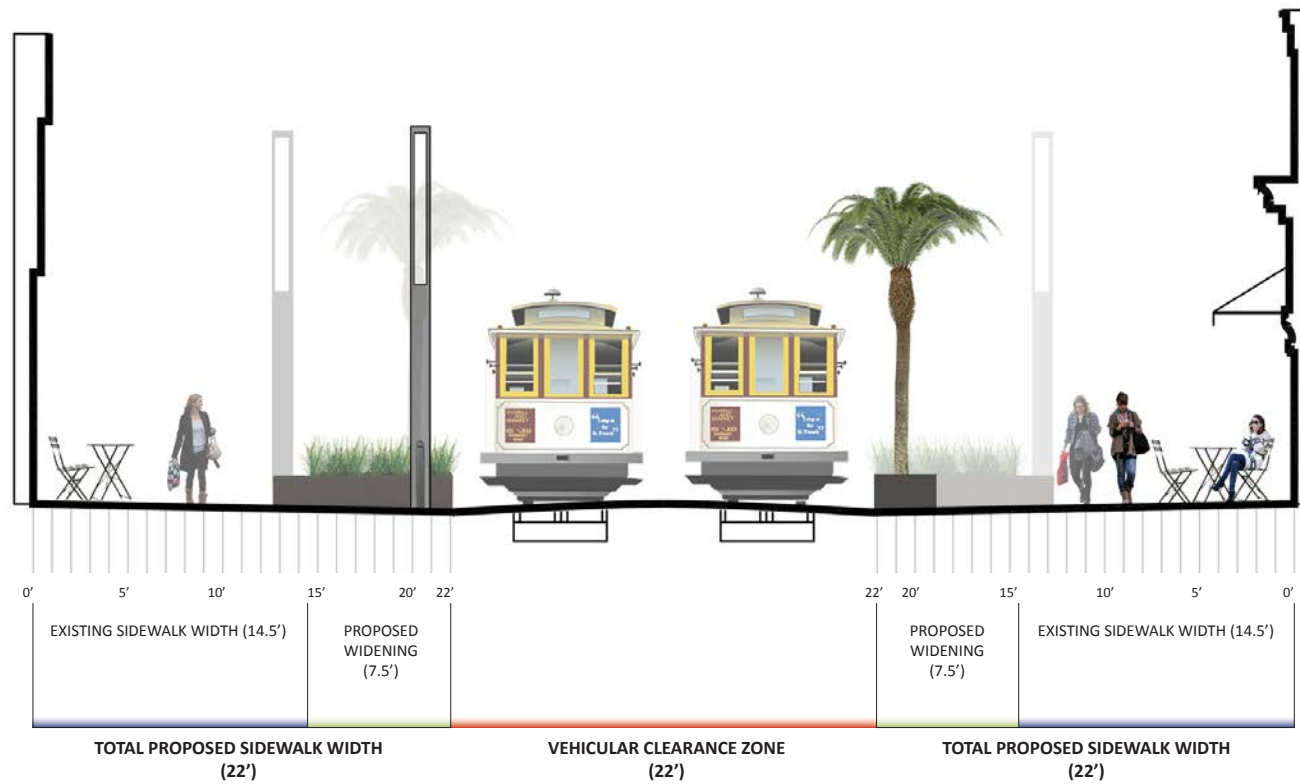 0’ 5’ 10’ 15’ 20’ 22’ 22’ 20’ 15’ 10’ 5’ 0’
EXISTING SIDEWALK WIDTH (14.5’)
PROPOSED
WIDENING
(7.5’)
PROPOSED
WIDENING
(7.5’)
EXISTING SIDEWALK WIDTH (14.5’)
TOTAL PROPOSED SIDEWALK WIDTH
(22’)
VEHICULAR CLEARANCE ZONE
(22’)
TOTAL PROPOSED SIDEWALK WIDTH
(22’)